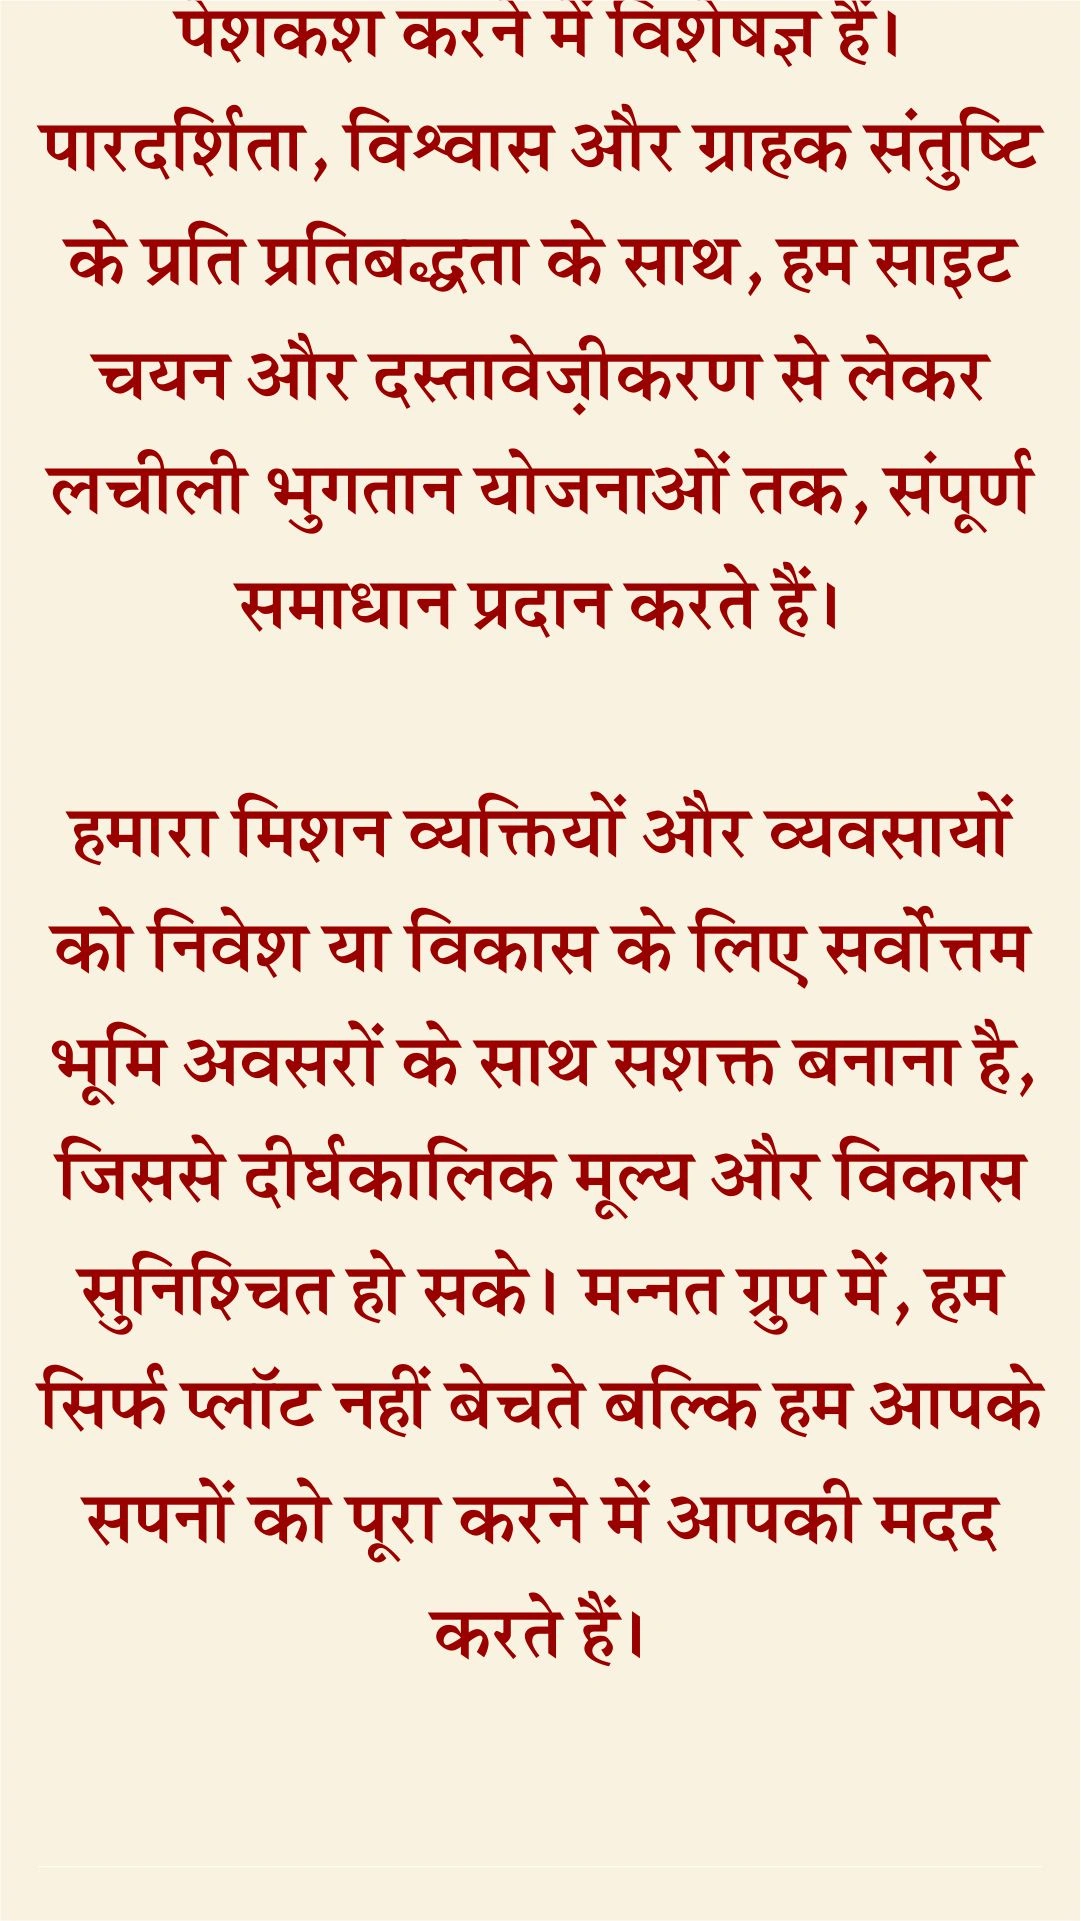 पेशकश करने में विशेषज्ञ हैं।
पारदर्शिता, विश्वास और ग्राहक संतुष्टि
के प्रति प्रतिबद्धता के साथ, हम साइट
चयन और दस्तावेज़ीकरण से लेकर
लचीली भुगतान योजनाओं तक, संपूर्ण
समाधान प्रदान करते हैं।
हमारा मिशन व्यक्तियों और व्यवसायों
को निवेश या विकास के लिए सर्वोत्तम
भूमि अवसरों के साथ सशक्त बनाना है,
जिससे दीर्घकालिक मूल्य और विकास
सुनिश्चित हो सके। मन्नत ग्रुप में, हम
सिर्फ प्लॉट नहीं बेचते बल्कि हम आपके
सपनों को पूरा करने में आपकी मदद
करते हैं।